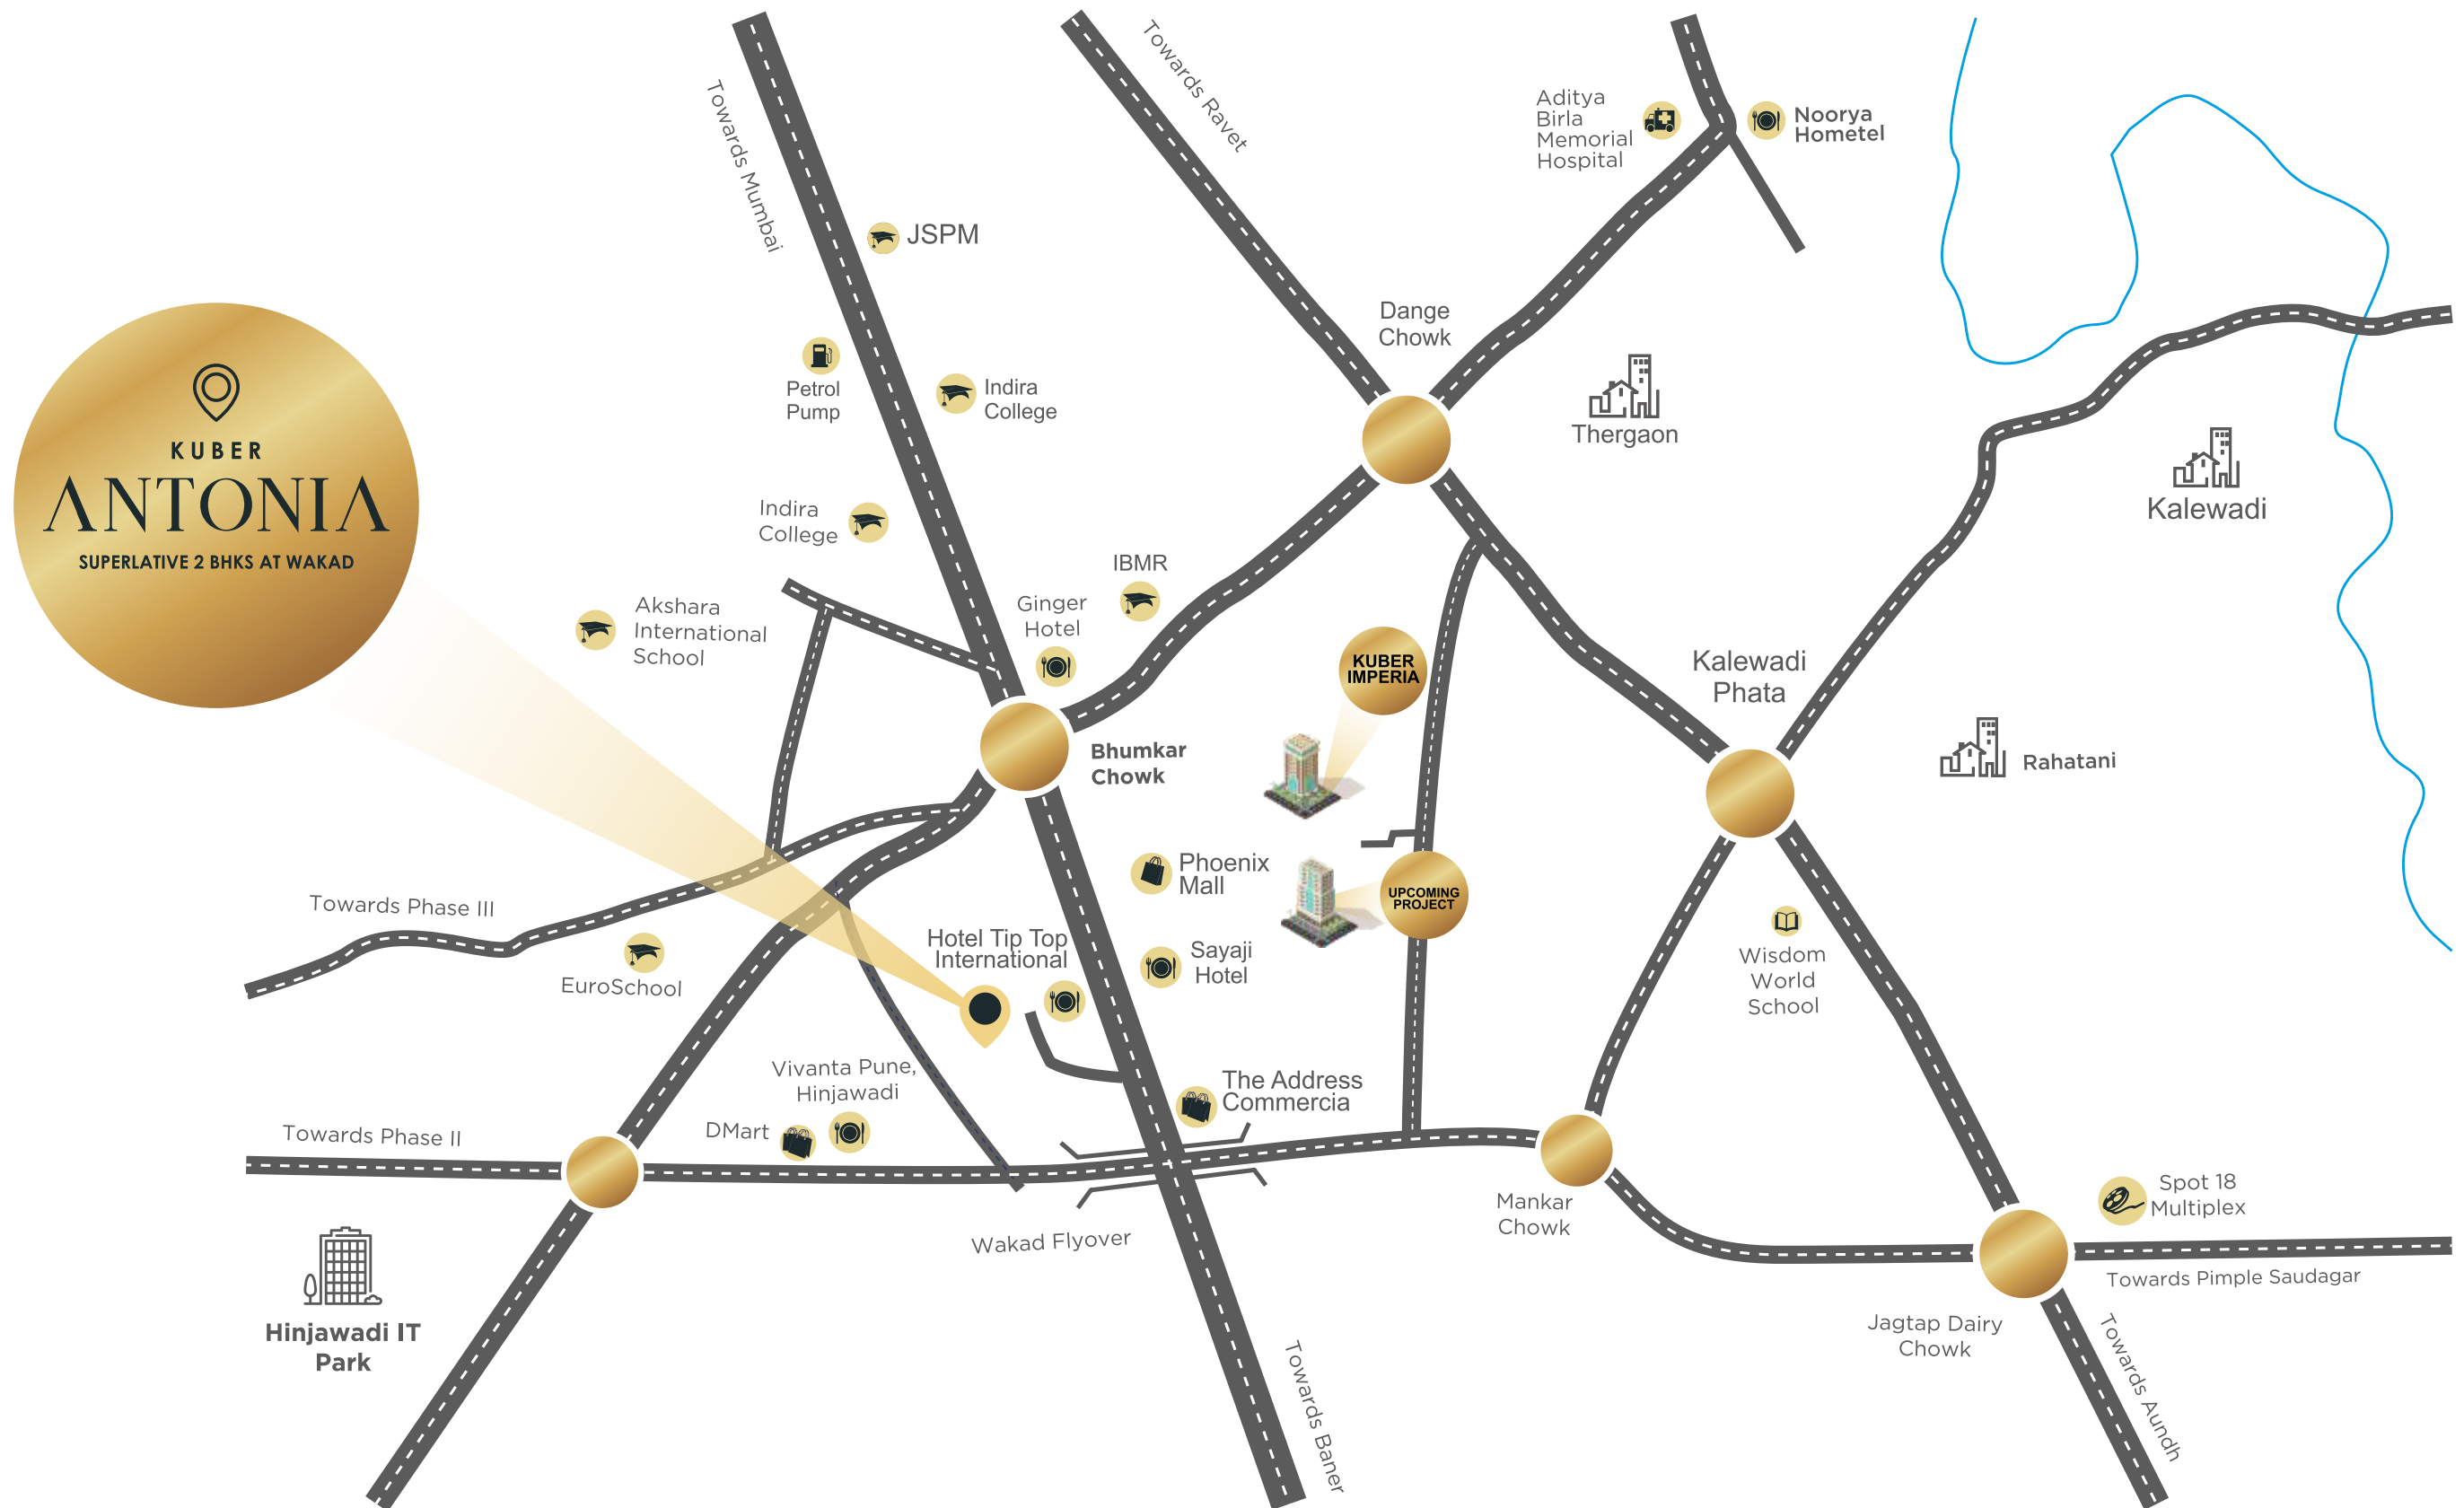 Towards Mumbai
Towards Ravet
Aditya
Birla
Memorial
Hospital
Noorya
Hometel
JSPM
Dange
Chowk
Petrol
Pump
Indira
College
Thergaon
KUBER
ANTONIA
SUPERLATIVE 2 BHKS AT WAKAD
Indira
College
Kalewadi
IBMR
Akshara
International
School
Ginger
Hotel
KUBER
IMPERIA
Kalewadi
Phata
Bhumkar
Chowk
Rahatani
Phoenix
Mall
UPCOMING
PROJECT
Towards Phase III
Hotel Tip Top
International
Sayaji
Hotel
Wisdom
World
School
EuroSchool
Vivanta Pune,
Hinjawadi
The Address
Commercia
DMart
Towards Phase II
Mankar
Chowk
Spot 18
Multiplex
Wakad Flyover
Towards Pimple Saudagar
Hinjawadi IT
Park
Jagtap Dairy
Chowk
Towards Baner
Towards Aundh